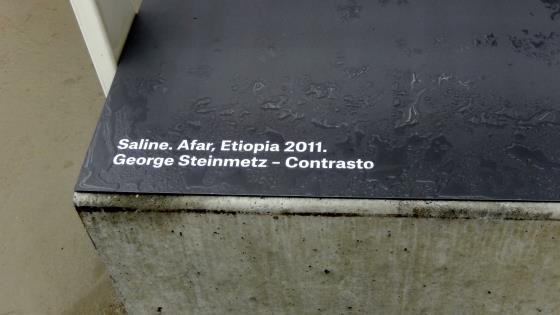 Saline. Afar, Etiopia 2011.
George Steinmetz – Contrasto